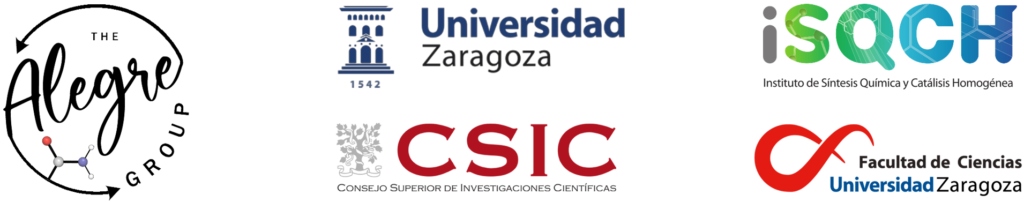 THE
Alegre
GROUP
Universidad
Zaragoza
1542
iSQCH
Instituto de Síntesis Química y Catálisis Homogénea
CSIC
CONSEJO SUPERIOR DE INVESTIGACIONES CIENTÍFICAS
Facultad de Ciencias
Universidad Zaragoza